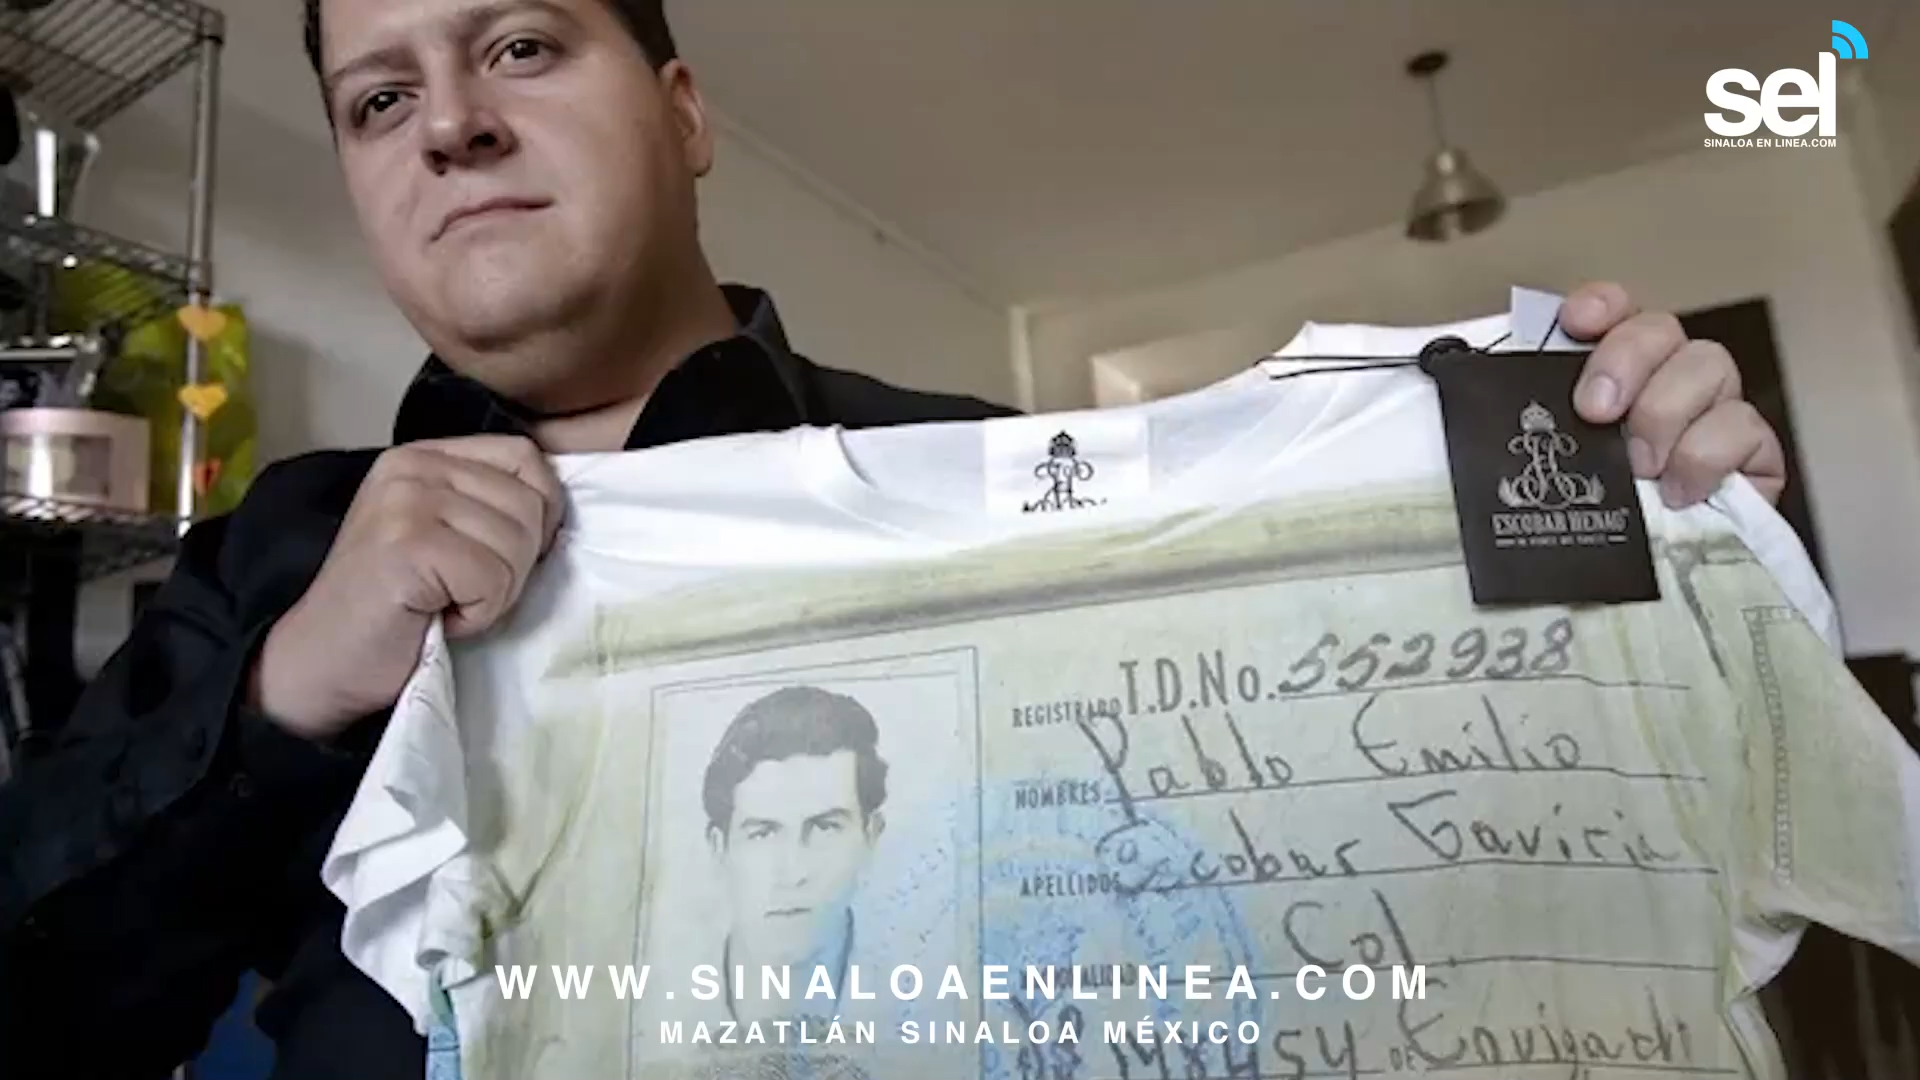 sel
SINALOA EN LINEA.COM
ESCOBAR HENAO
REGISTRADO T.D.No. 552938
NOMBRES Pablo Emilio
APELLIDOS Escobar Gaviria
Col.
WWW.SINALOAENLINEA.COM
MAZATLÁN SINALOA MÉXICO